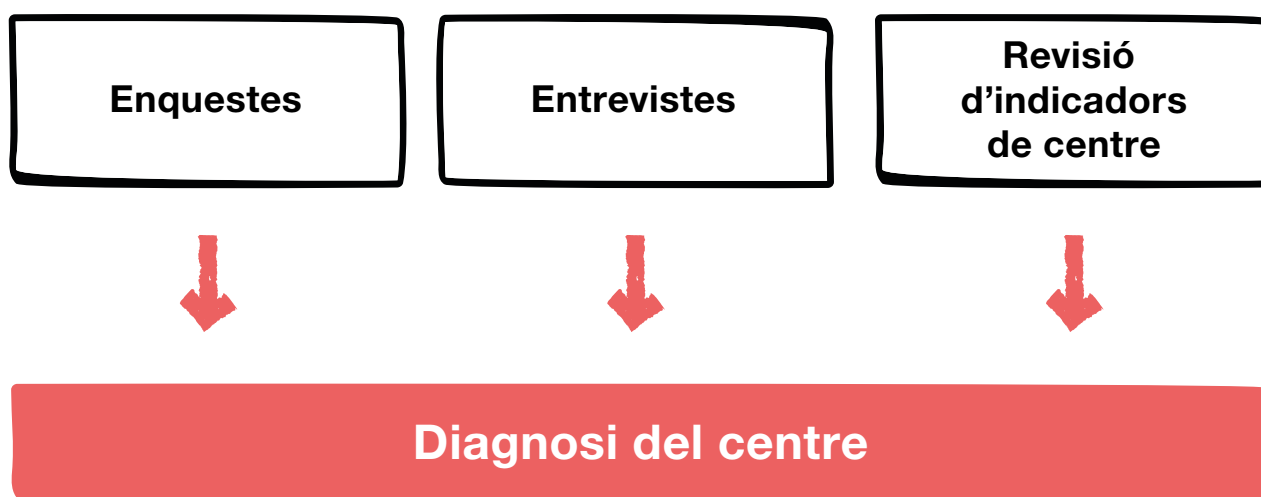 Enquestes
Entrevistes
Revisió
d’indicadors
de centre
Diagnosi del centre